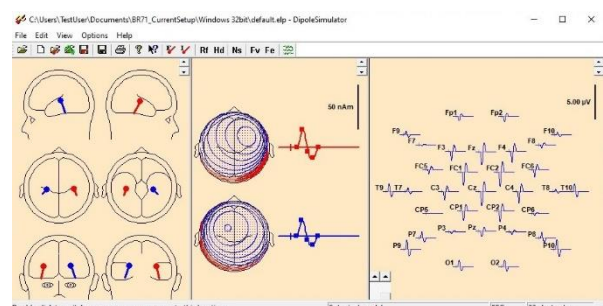 C:\Users\TestUser\Documents\BR71_CurrentSetup\Windows 32bit\default.elp - DipoleSimulator
File Edit View Options Help
Rf Hd Ns Fv Fe
50 nAm
5.00 µV
Fp1 Fp2
F9 F10
F7 F3 Fz F4 F8
FC5 FC1 FC2 FC6
T9 T7 C3 Cz C4 T8 T10
CP5 CP1 CP2 CP6
P7 P3 Pz P4 P8
P9 P10
O1 O2